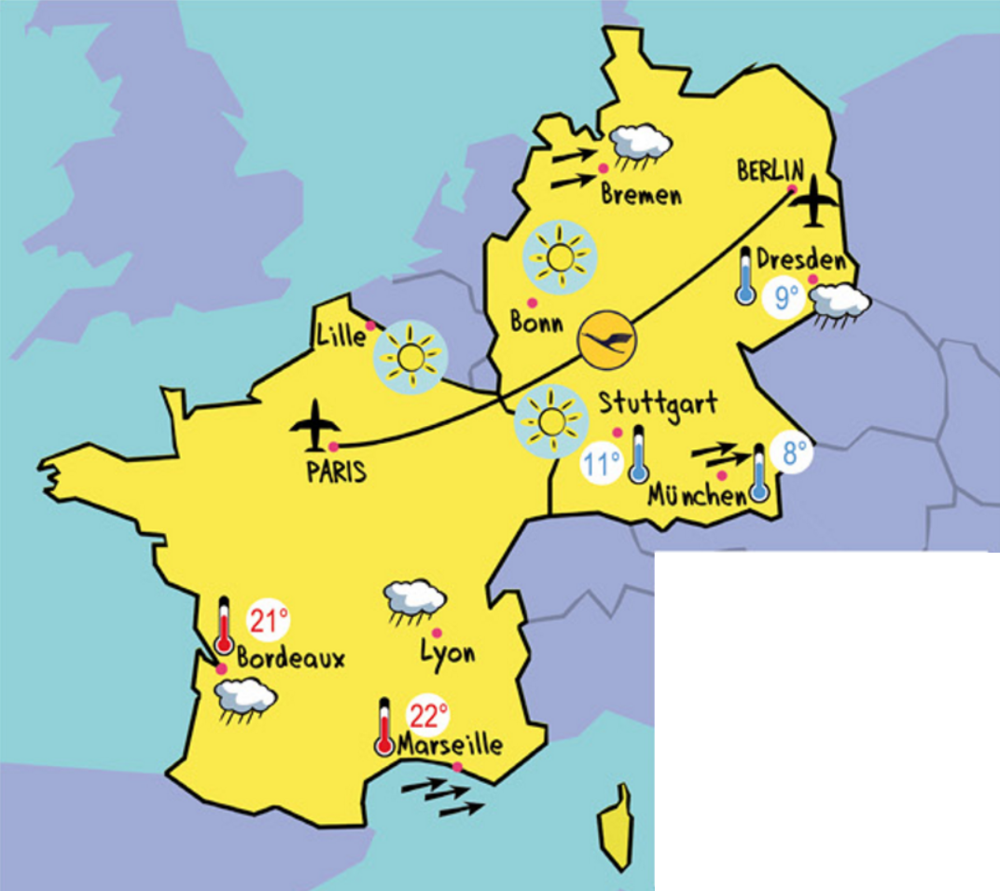 BERLIN
Bremen
Dresden
9°
Bonn
Lille
Stuttgart
11°
8°
PARIS
München
21°
Lyon
Bordeaux
22°
Marseille